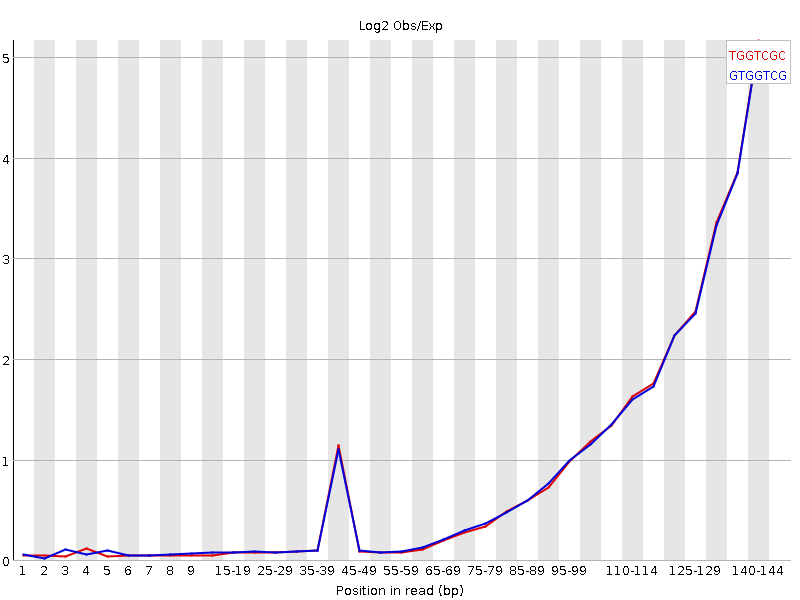 Log2 Obs/Exp
TGGTCGC
GTGGTCG
5
4
3
2
1
0
1 2 3 4 5 6 7 8 9 15-19 25-29 35-39 45-49 55-59 65-69 75-79 85-89 95-99 110-114 125-129 140-144
Position in read (bp)